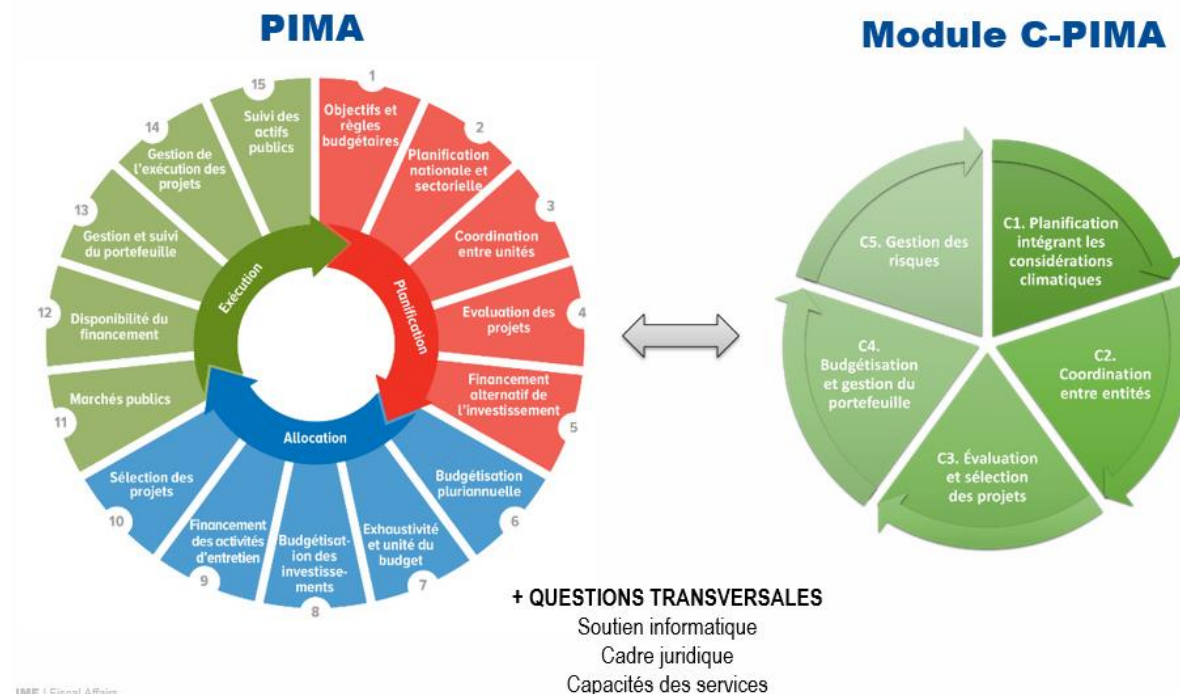 PIMA
Module C-PIMA
1
Objectifs et
règles
budgétaires
2
Planification
nationale et
sectorielle
3
Coordination
entre unités
4
Evaluation des
projets
5
Financement
alternatif de
l'investissement
6
Budgétisation
pluriannuelle
7
Exhaustivité
et unité du
budget
8
Budgétisat-
ion des
investisse-
ments
9
Financement
des activités
d'entretien
10
Sélection des
projets
11
Marchés publics
12
Disponibilité du
financement
13
Gestion et suivi
du portefeuille
14
Gestion de
l'exécution des
projets
15
Suivi des
actifs
publics
Planification
Allocation
Exécution
C1. Planification
intégrant les
considérations
climatiques
C2.
Coordination
entre entités
C3. Évaluation
et sélection
des projets
C4.
Budgétisation
et gestion du
portefeuille
C5. Gestion des
risques
+ QUESTIONS TRANSVERSALES
Soutien informatique
Cadre juridique
Capacités des services
IMF | Fiscal Affairs